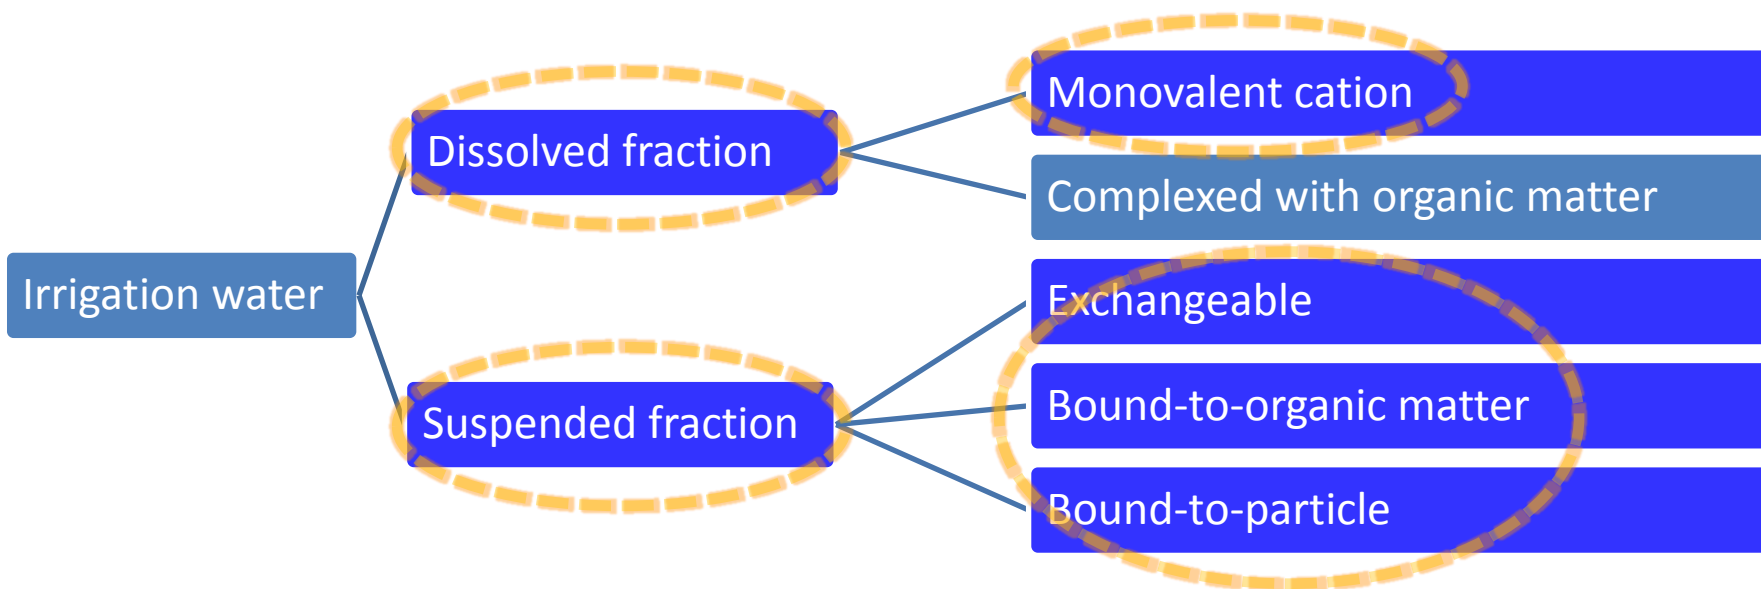 Irrigation water
Dissolved fraction
Monovalent cation
Complexed with organic matter
Suspended fraction
Exchangeable
Bound-to-organic matter
Bound-to-particle